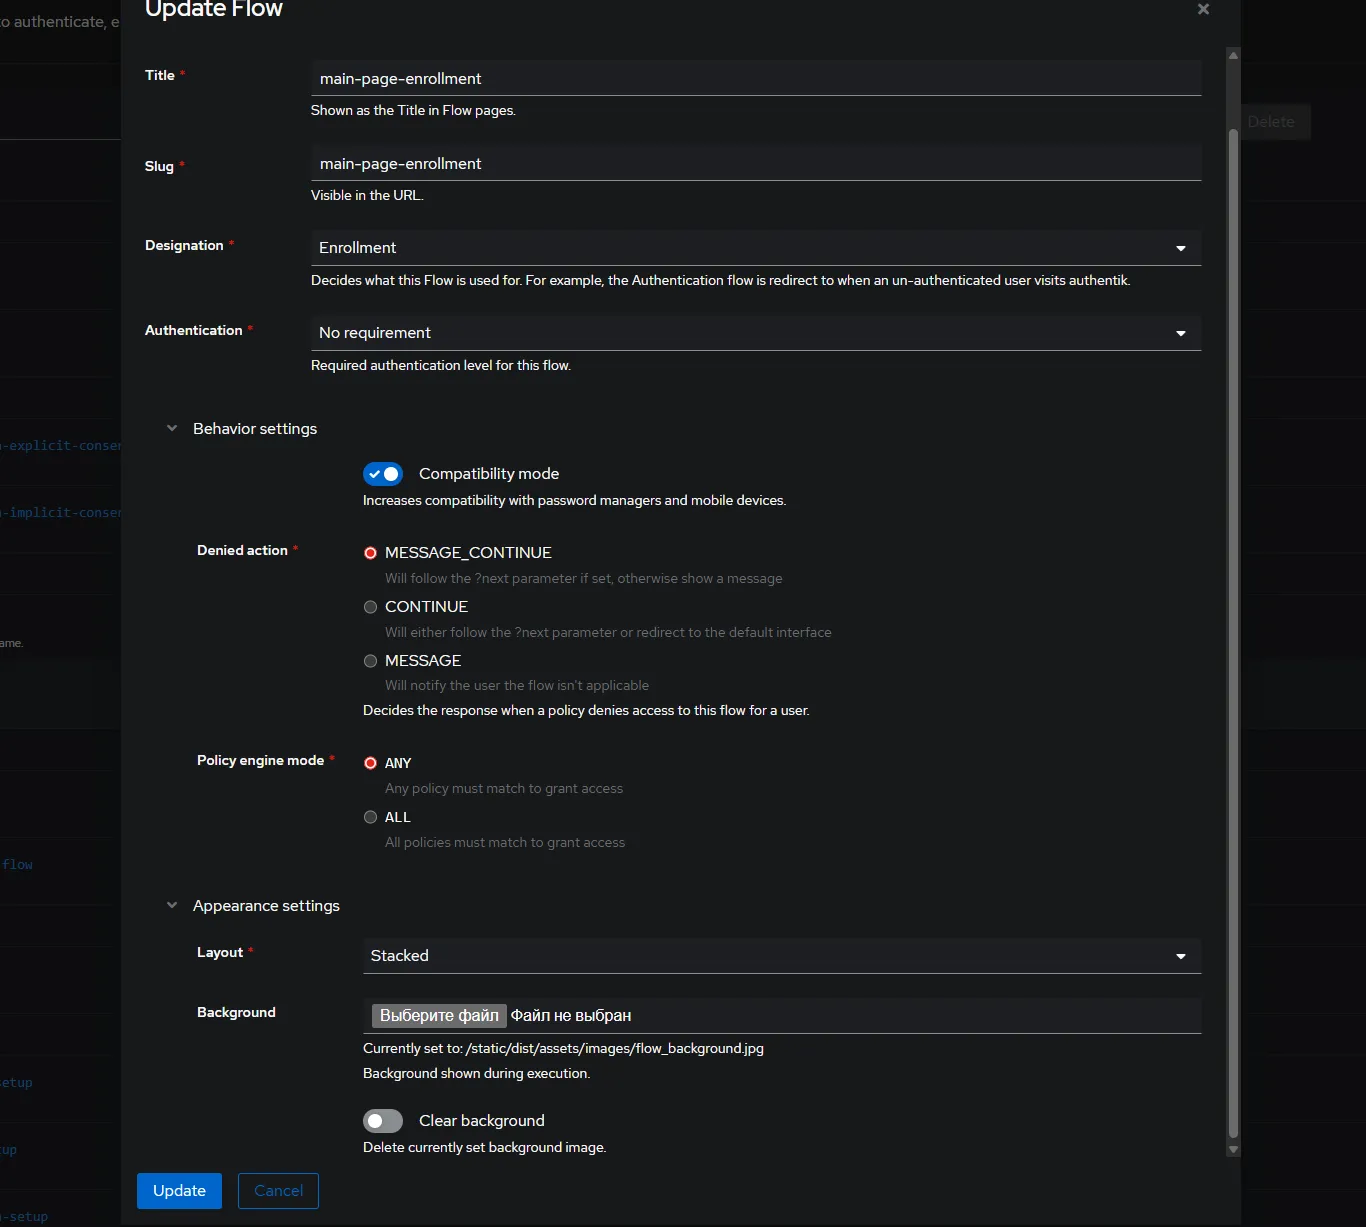 Update Flow
o authenticate, e
Title *
main-page-enrollment
Shown as the Title in Flow pages.
Delete
Slug *
main-page-enrollment
Visible in the URL.
Designation *
Enrollment
Decides what this Flow is used for. For example, the Authentication flow is redirect to when an un-authenticated user visits authentik.
Authentication *
No requirement
Required authentication level for this flow.
Behavior settings
-explicit-conser
Compatibility mode
Increases compatibility with password managers and mobile devices.
-implicit-conser
Denied action *
MESSAGE_CONTINUE
Will follow the ?next parameter if set, otherwise show a message
CONTINUE
Will either follow the ?next parameter or redirect to the default interface
ame.
MESSAGE
Will notify the user the flow isn't applicable
Decides the response when a policy denies access to this flow for a user.
Policy engine mode *
ANY
Any policy must match to grant access
ALL
All policies must match to grant access
flow
Appearance settings
Layout *
Stacked
Background
Выберите файл Файл не выбран
Currently set to: /static/dist/assets/images/flow_background.jpg
Background shown during execution.
setup
Clear background
Delete currently set background image.
tup
Update
Cancel
-setup